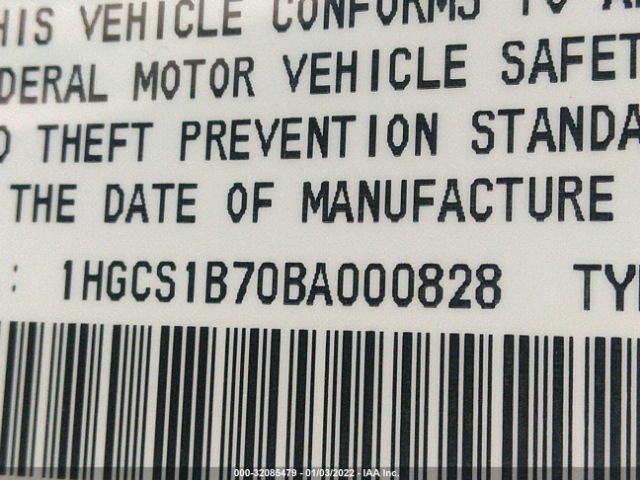 HIS VEHICLE CONFORMS TO A
DERAL MOTOR VEHICLE SAFET
D THEFT PREVENTION STANDA
THE DATE OF MANUFACTURE
: 1HGCS1B70BA000828 TY
000-32085479 - 01/03/2022 - IAA Inc.